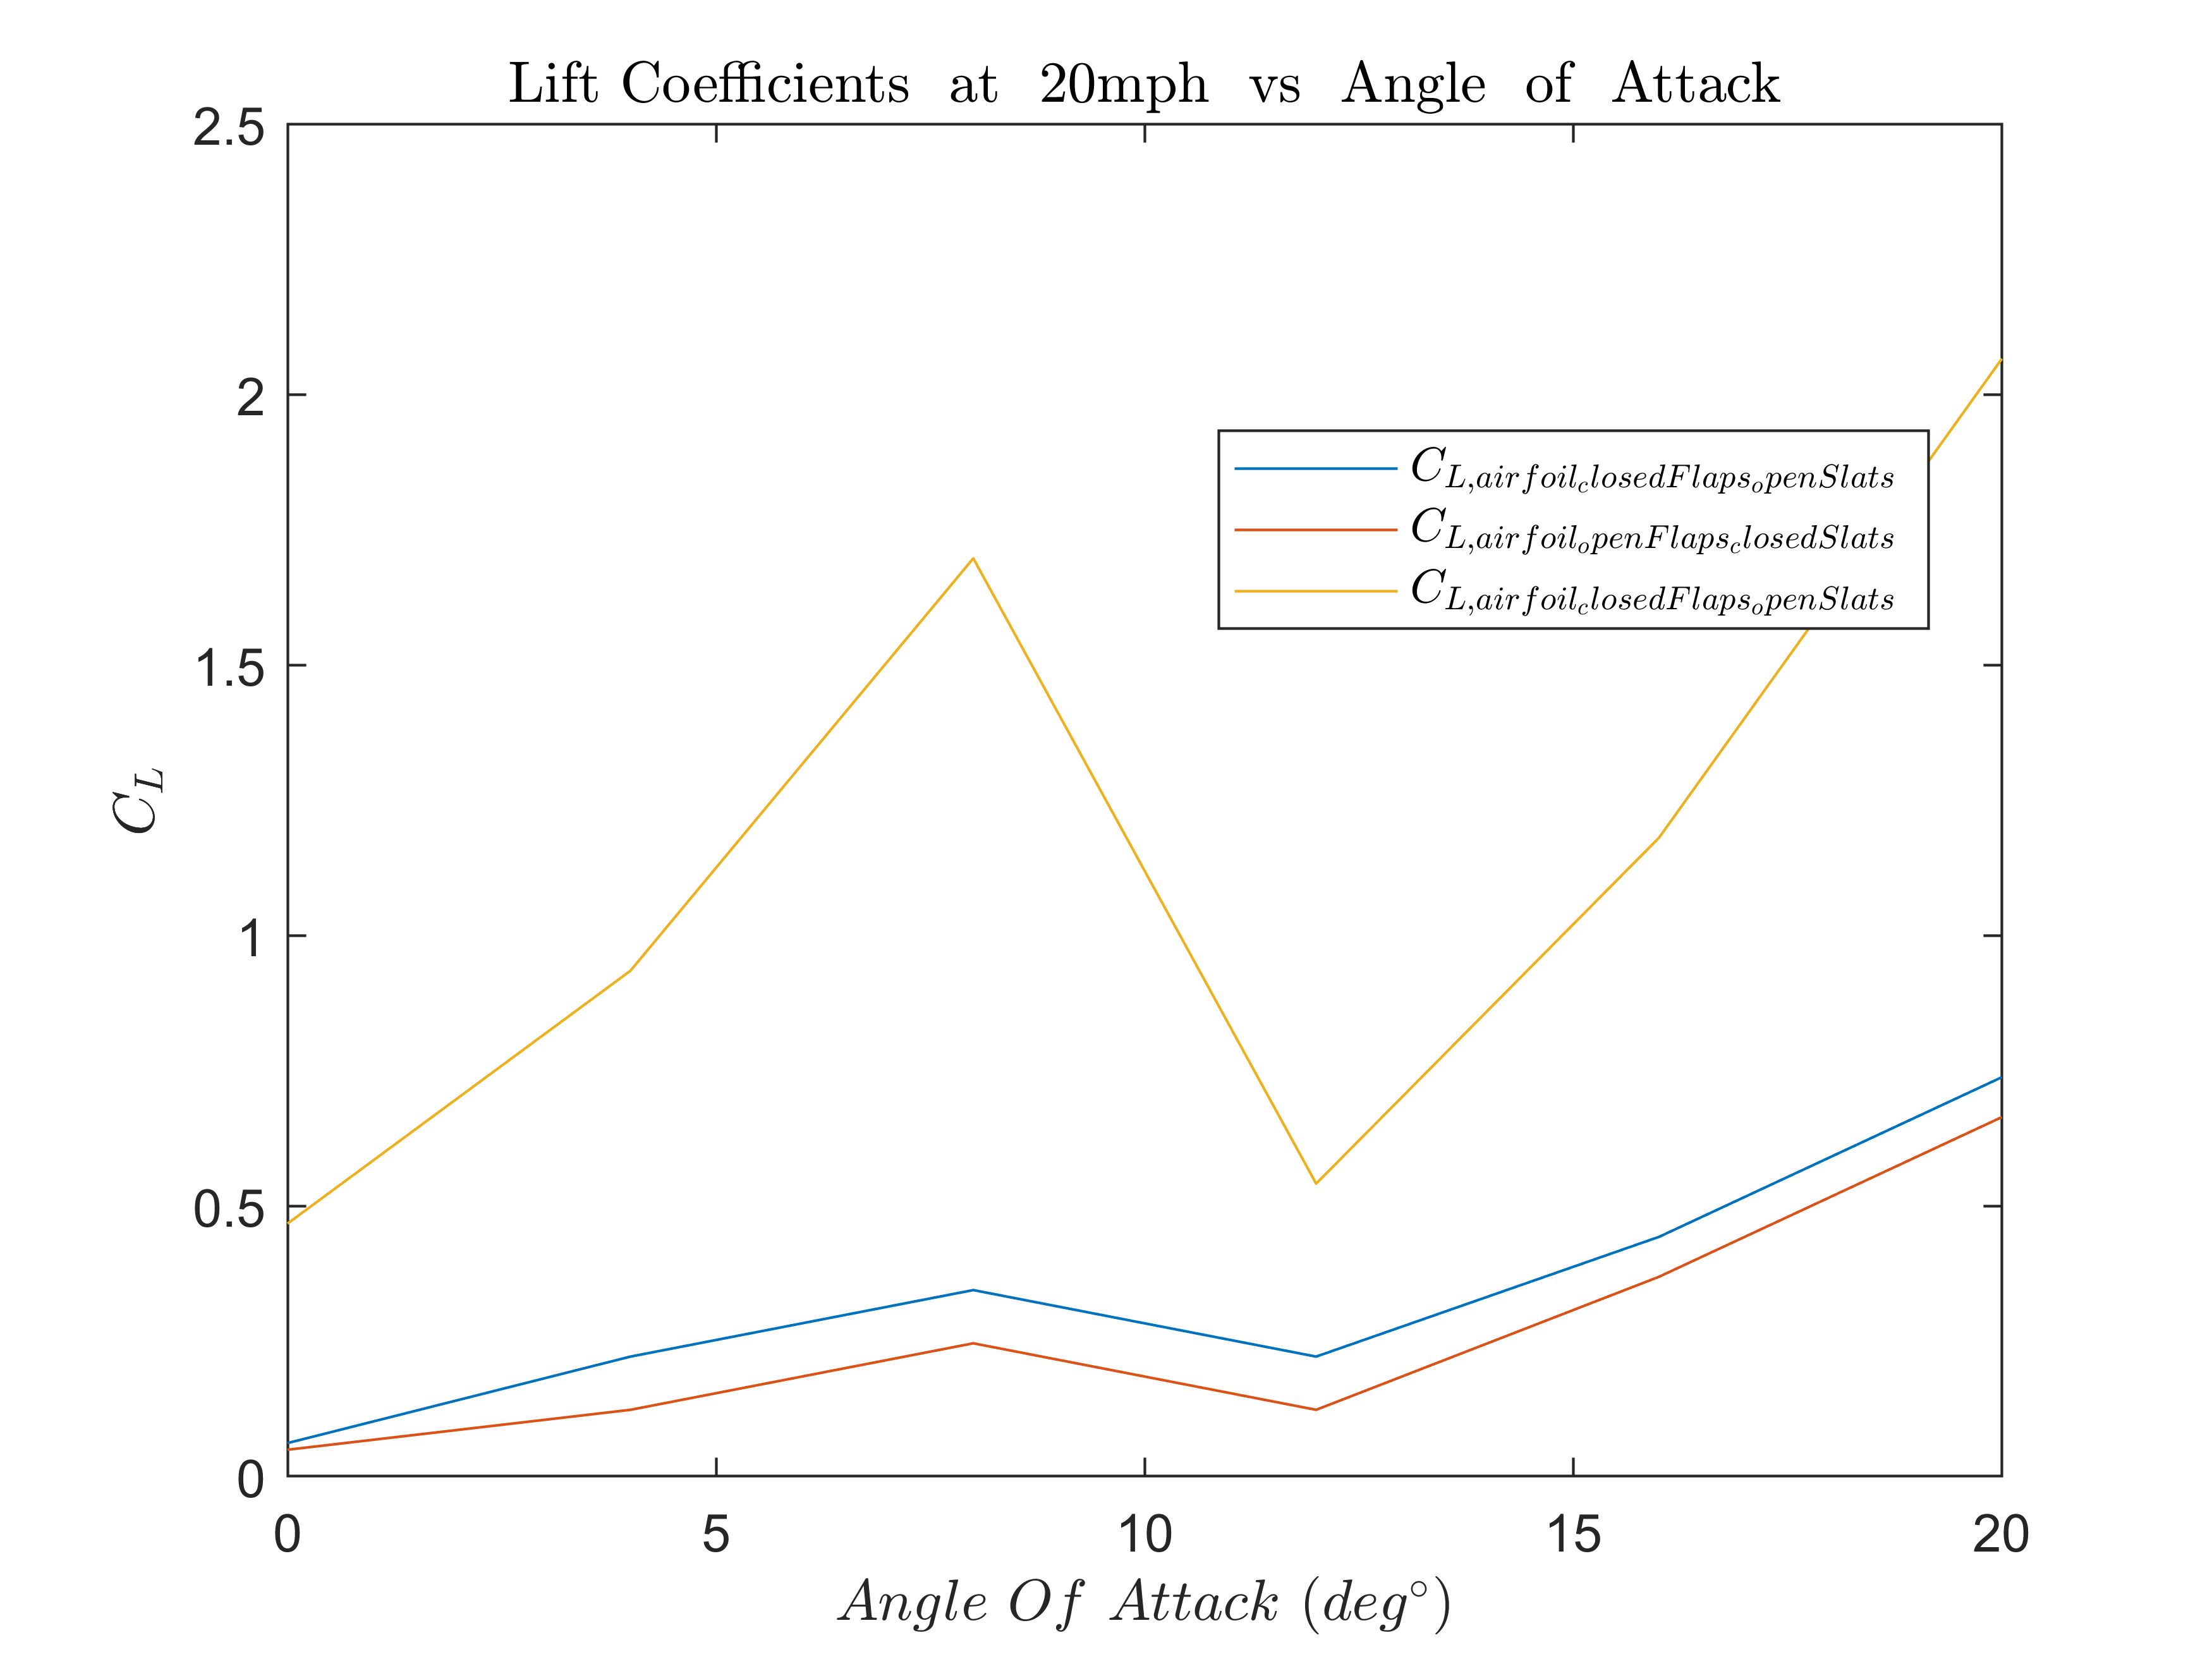 Lift Coefficients at 20mph vs Angle of Attack
2.5
2
1.5
1
0.5
0
C_L
C_{L,airfoil_closedFlaps_openSlats}
C_{L,airfoil_openFlaps_closedSlats}
C_{L,airfoil_closedFlaps_openSlats}
0 5 10 15 20
Angle Of Attack (deg°)